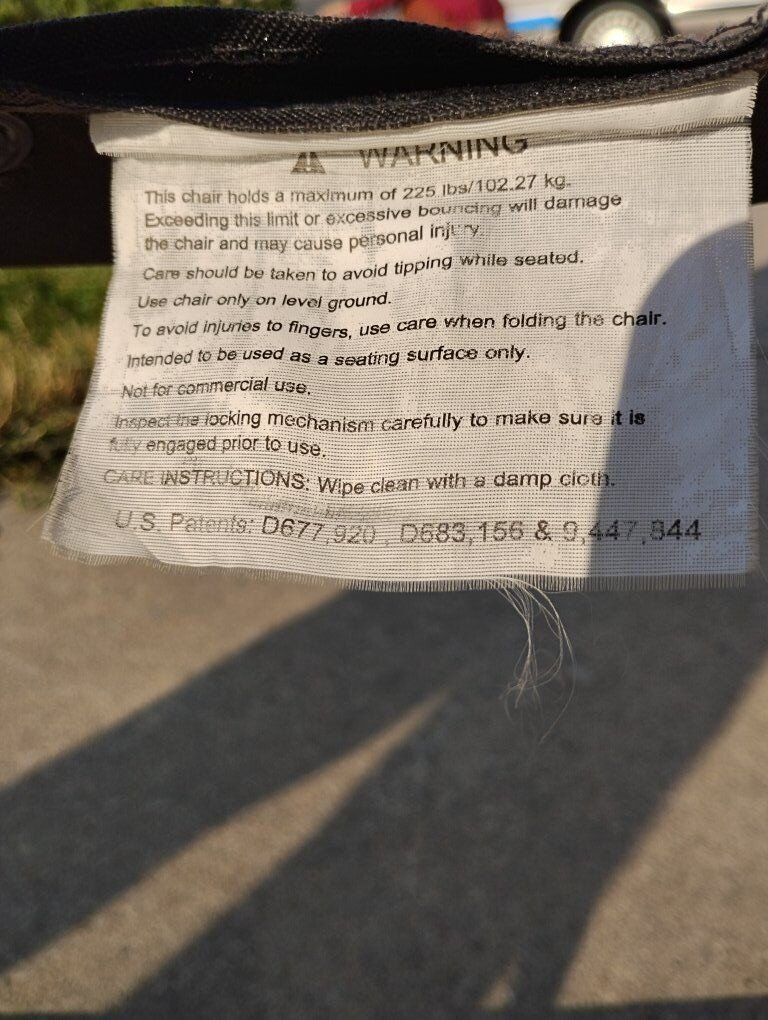 WARNING
This chair holds a maximum of 225 lbs/102.27 kg.
Exceeding this limit or excessive bouncing will damage
the chair and may cause personal injury.
Care should be taken to avoid tipping while seated.
Use chair only on level ground.
To avoid injuries to fingers, use care when folding the chair.
Intended to be used as a seating surface only.
Not for commercial use.
Inspect the locking mechanism carefully to make sure it is
fully engaged prior to use.
CARE INSTRUCTIONS: Wipe clean with a damp cloth.
U.S. Patents: D677,920 , D683,156 & 9,447,844